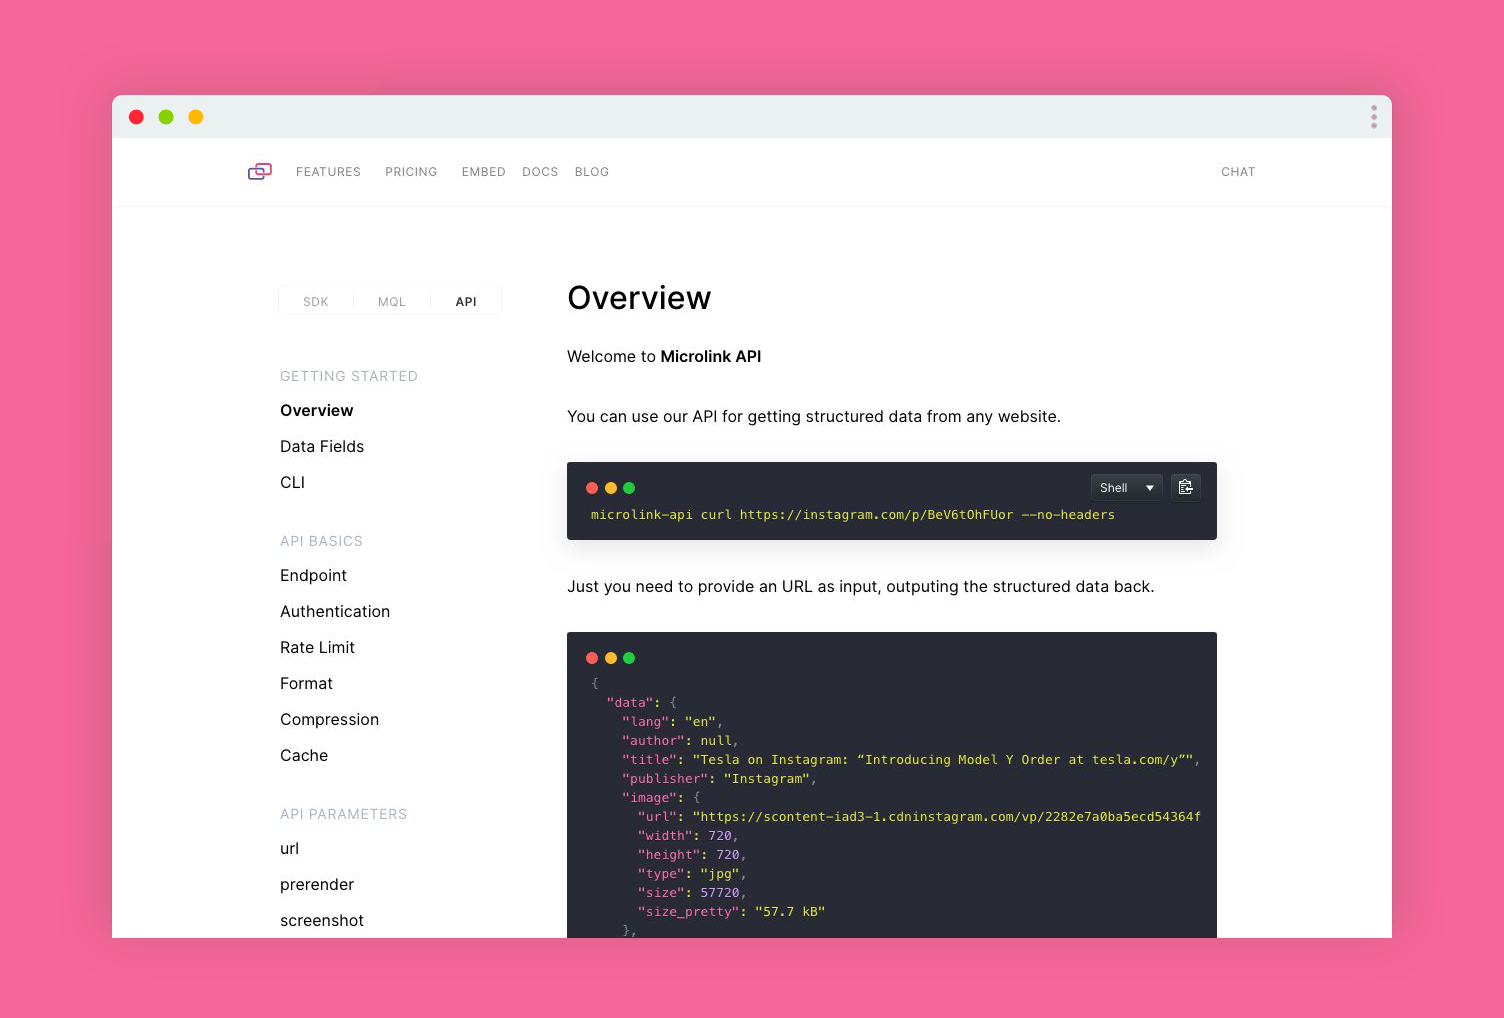 FEATURES PRICING EMBED DOCS BLOG CHAT
SDK MQL API
GETTING STARTED
Overview
Data Fields
CLI
API BASICS
Endpoint
Authentication
Rate Limit
Format
Compression
Cache
API PARAMETERS
url
prerender
screenshot
Overview
Welcome to Microlink API
You can use our API for getting structured data from any website.
Shell
microlink-api curl https://instagram.com/p/BeV6tOhFUor --no-headers
Just you need to provide an URL as input, outputing the structured data back.
{
"data": {
"lang": "en",
"author": null,
"title": "Tesla on Instagram: “Introducing Model Y Order at tesla.com/y”",
"publisher": "Instagram",
"image": {
"url": "https://scontent-iad3-1.cdninstagram.com/vp/2282e7a0ba5ecd54364f
"width": 720,
"height": 720,
"type": "jpg",
"size": 57720,
"size_pretty": "57.7 kB"
},